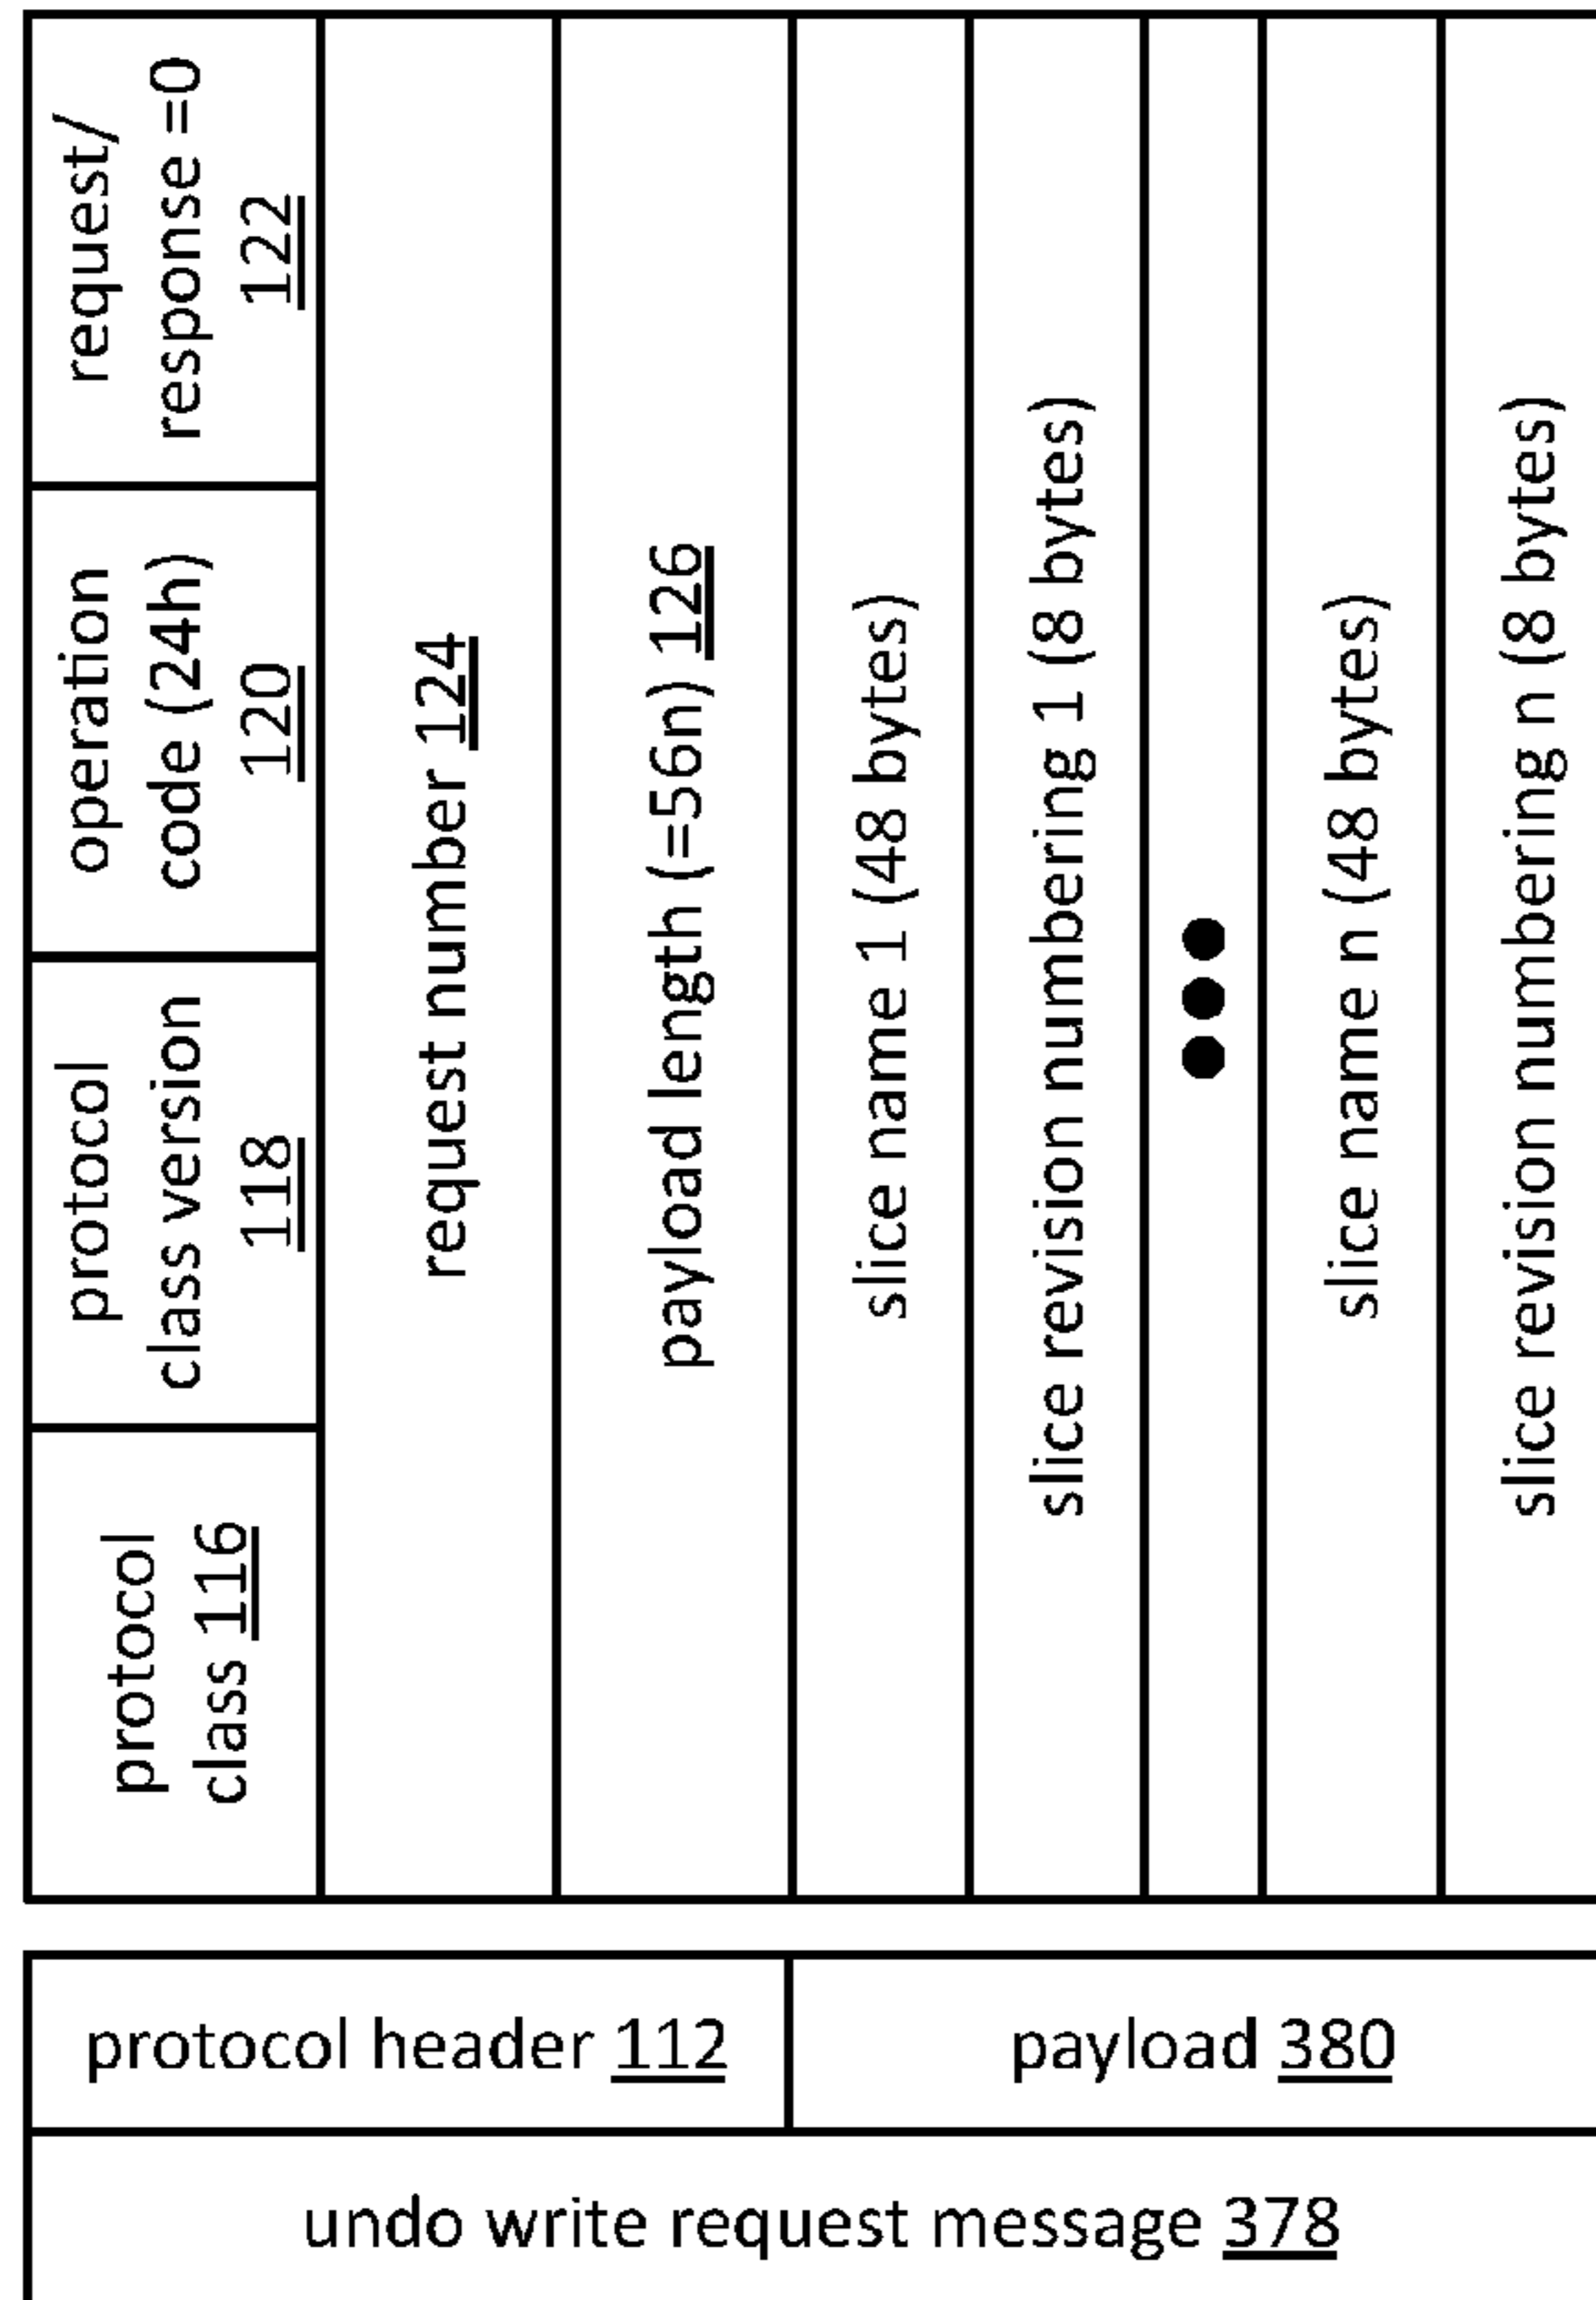 protocol
class 116
protocol
class version
118
operation
code (24h)
120
request/
response =0
122
request number 124
payload length (=56n) 126
slice name 1 (48 bytes)
slice revision numbering 1 (8 bytes)
●●●
slice name n (48 bytes)
slice revision numbering n (8 bytes)
protocol header 112
payload 380
undo write request message 378